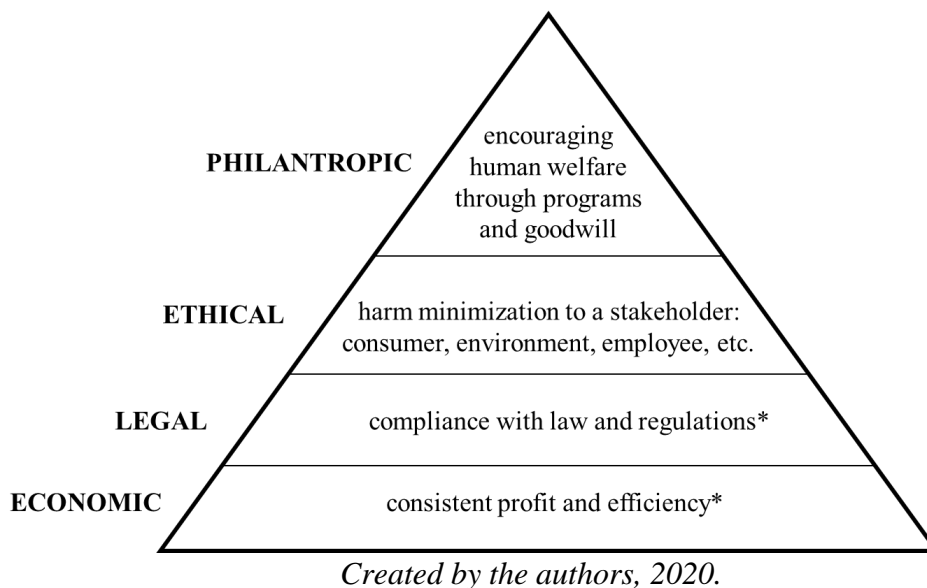 PHILANTROPIC
encouraging
human welfare
through programs
and goodwill
ETHICAL
harm minimization to a stakeholder:
consumer, environment, employee, etc.
LEGAL
compliance with law and regulations*
ECONOMIC
consistent profit and efficiency*
Created by the authors, 2020.